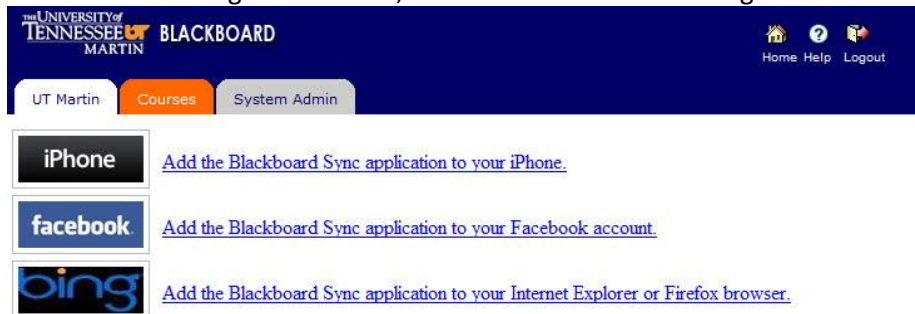 THE UNIVERSITY of
TENNESSEE UT BLACKBOARD
MARTIN
Home Help Logout
UT Martin Courses System Admin
iPhone Add the Blackboard Sync application to your iPhone.
facebook. Add the Blackboard Sync application to your Facebook account.
bing Add the Blackboard Sync application to your Internet Explorer or Firefox browser.